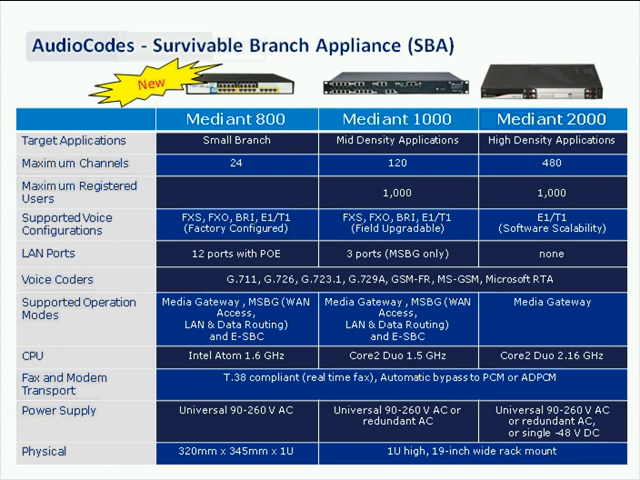 AudioCodes - Survivable Branch Appliance (SBA)
New
Mediant 800 Mediant 1000 Mediant 2000
Target Applications Small Branch Mid Density Applications High Density Applications
Maximum Channels 24 120 480
Maximum Registered
Users 1,000 1,000
Supported Voice
Configurations
FXS, FXO, BRI, E1/T1
(Factory Configured)
FXS, FXO, BRI, E1/T1
(Field Upgradable)
E1/T1
(Software Scalability)
LAN Ports 12 ports with POE 3 ports (MSBG only) none
Voice Coders G.711, G.726, G.723.1, G.729A, GSM-FR, MS-GSM, Microsoft RTA
Supported Operation
Modes
Media Gateway , MSBG (WAN
Access,
LAN & Data Routing)
and E-SBC
Media Gateway , MSBG (WAN
Access,
LAN & Data Routing)
and E-SBC
Media Gateway
CPU Intel Atom 1.6 GHz Core2 Duo 1.5 GHz Core2 Duo 2.16 GHz
Fax and Modem
Transport
T.38 compliant (real time fax), Automatic bypass to PCM or ADPCM
Power Supply
Universal 90-260 V AC
Universal 90-260 V AC or
redundant AC
Universal 90-260 V AC
or redundant AC,
or single -48 V DC
Physical 320mm x 345mm x 1U 1U high, 19-inch wide rack mount